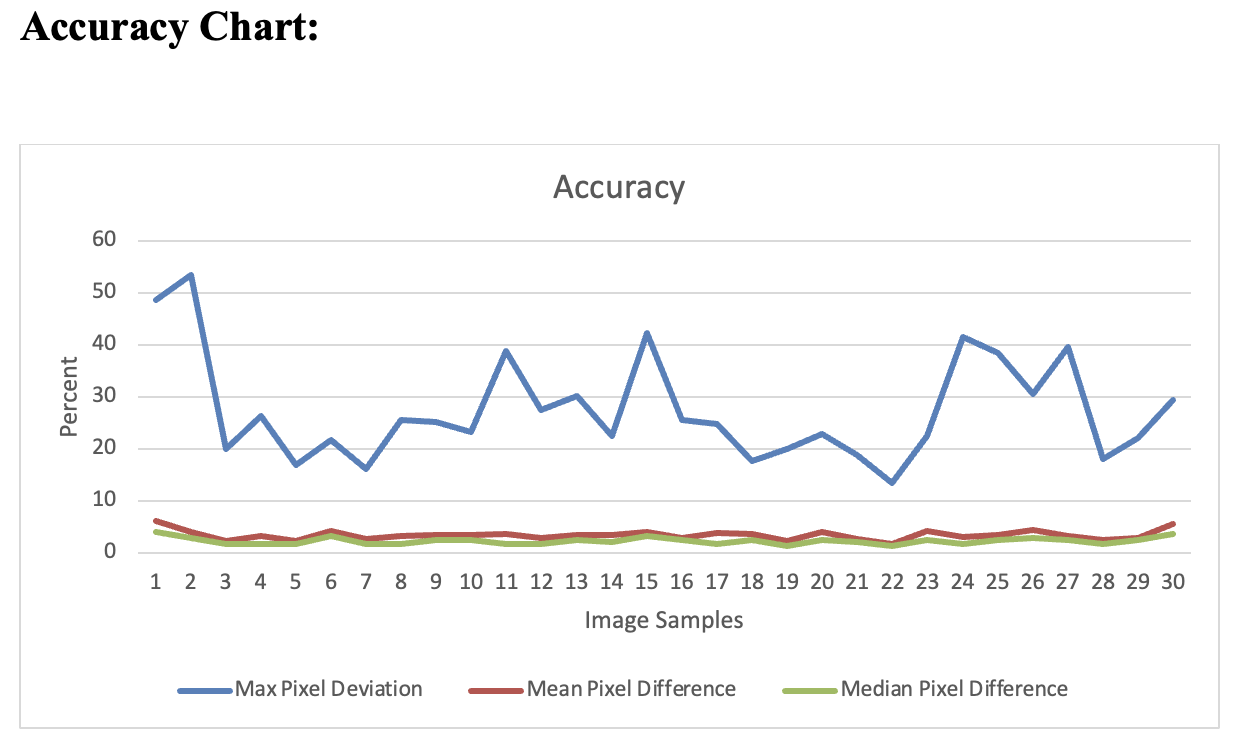 Accuracy Chart:
Accuracy
60
50
40
30
20
10
0
Percent
1 2 3 4 5 6 7 8 9 10 11 12 13 14 15 16 17 18 19 20 21 22 23 24 25 26 27 28 29 30
Image Samples
Max Pixel Deviation Mean Pixel Difference Median Pixel Difference